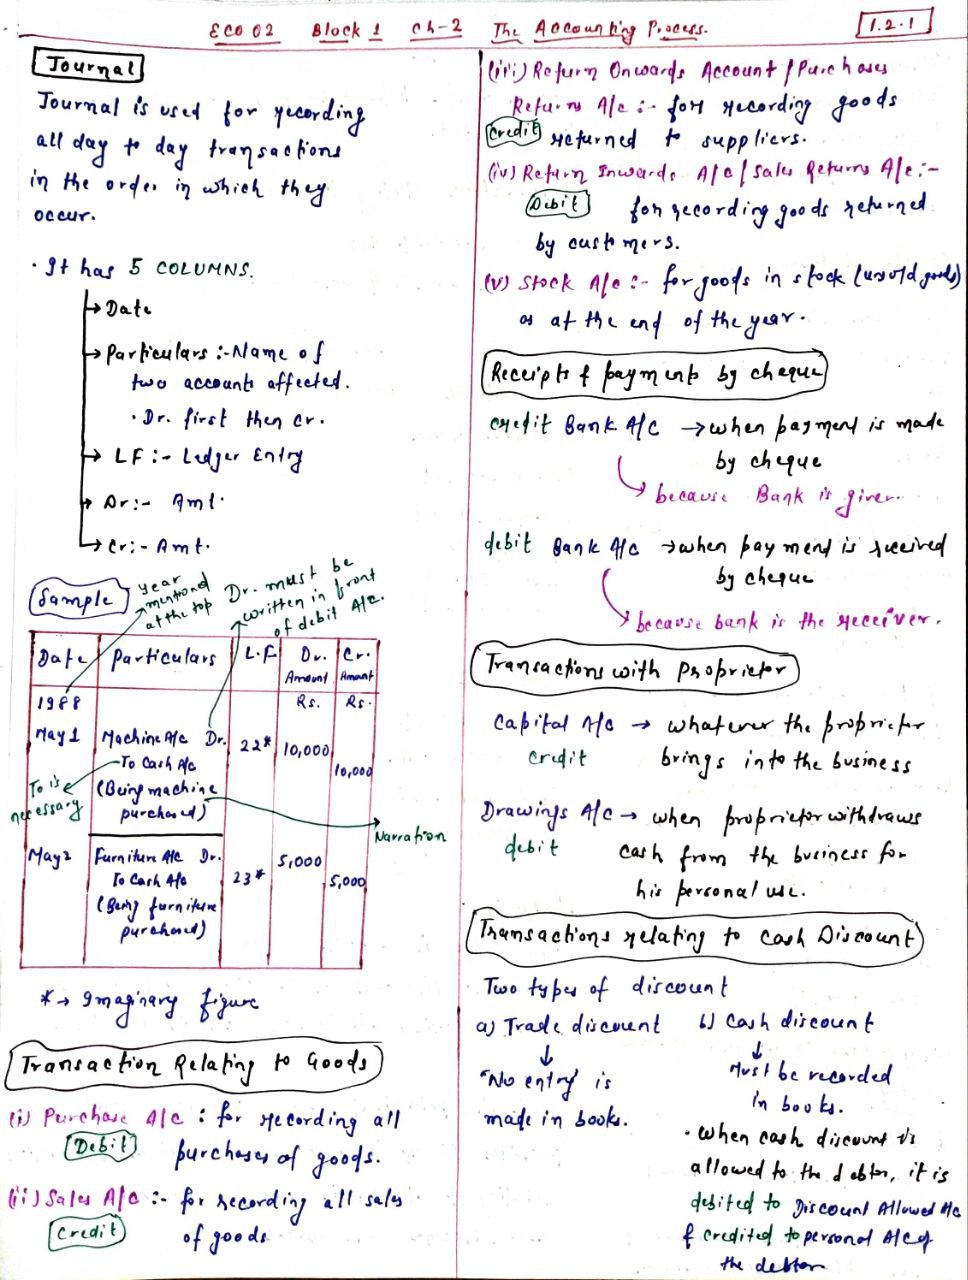 ECO 02 Block 1 Ch-2 The Accounting Process.
1.2.1
Journal
Journal is used for recording
all day to day transactions
in the order in which they
occur.
· It has 5 COLUMNS.
→ Date
→ Particulars :- Name of
two accounts affected.
· Dr. first then Cr.
→ LF :- Ledger Entry
→ Dr :- Amt.
→ Cr :- Amt.
Sample
year
mentiond
at the top
Dr. must be
written in front
of debit A/c.
Date Particulars L.F Dr. Amount Cr. Amount
1988 Rs. Rs.
May 1 Machine A/c Dr. 22* 10,000
To Cash A/c 10,000
(Being machine
purchased)
To is
necessary
Narration
May 2 Furniture A/c Dr. 5,000
To Cash A/c 23* 5,000
(Being furniture
purchased)
* → Imaginary figure
Transaction Relating to Goods
(i) Purchase A/c : for recording all
Debit purchases of goods.
(ii) Sales A/c :- for recording all sales
Credit of goods.
(iii) Return Onwards Account / Purchases
Returns A/c :- for recording goods
Credit returned to suppliers.
(iv) Return Inwards A/c / Sales Returns A/c :-
Debit for recording goods returned
by customers.
(v) Stock A/c :- for goods in stock (unsold goods)
as at the end of the year.
Receipts & payments by cheque
credit Bank A/C → when payment is made
by cheque
because Bank is giver.
debit Bank A/c → when payment is received
by cheque
because bank is the receiver.
Transactions with Proprietor
Capital A/c → whatever the proprietor
credit brings into the business
Drawings A/c → when proprietor withdraws
debit cash from the business for
his personal use.
Transactions relating to Cash Discount
Two types of discount
a) Trade discount
↓
"No entry" is
made in books.
b) Cash discount
↓
Must be recorded
in books.
· When cash discount is
allowed to the debtor, it is
debited to Discount Allowed A/c
& credited to personal A/c of
the debtor